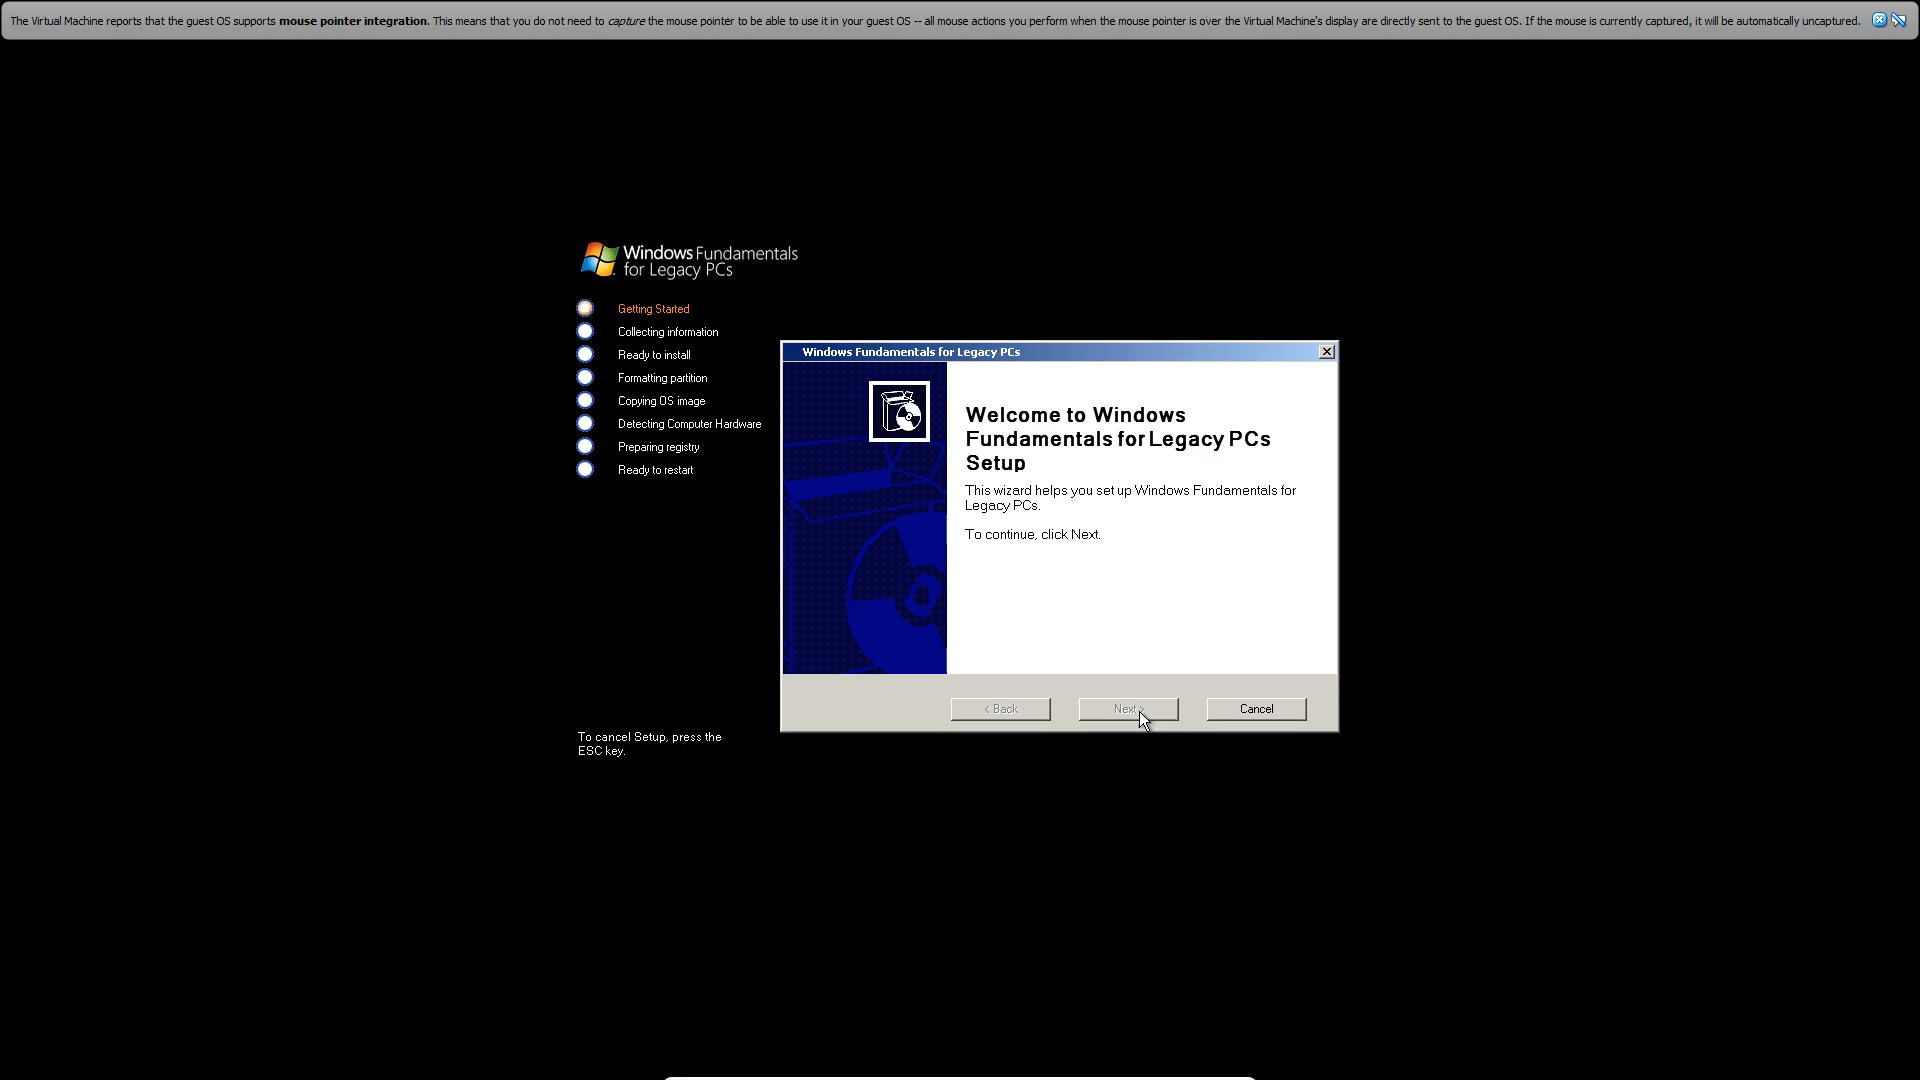 The Virtual Machine reports that the guest OS supports mouse pointer integration. This means that you do not need to capture the mouse pointer to be able to use it in your guest OS -- all mouse actions you perform when the mouse pointer is over the Virtual Machine's display are directly sent to the guest OS. If the mouse is currently captured, it will be automatically uncaptured.
Windows Fundamentals
for Legacy PCs
Getting Started
Collecting information
Ready to install
Formatting partition
Copying OS image
Detecting Computer Hardware
Preparing registry
Ready to restart
Windows Fundamentals for Legacy PCs
Welcome to Windows
Fundamentals for Legacy PCs
Setup
This wizard helps you set up Windows Fundamentals for
Legacy PCs.
To continue, click Next.
< Back
Next >
Cancel
To cancel Setup, press the
ESC key.